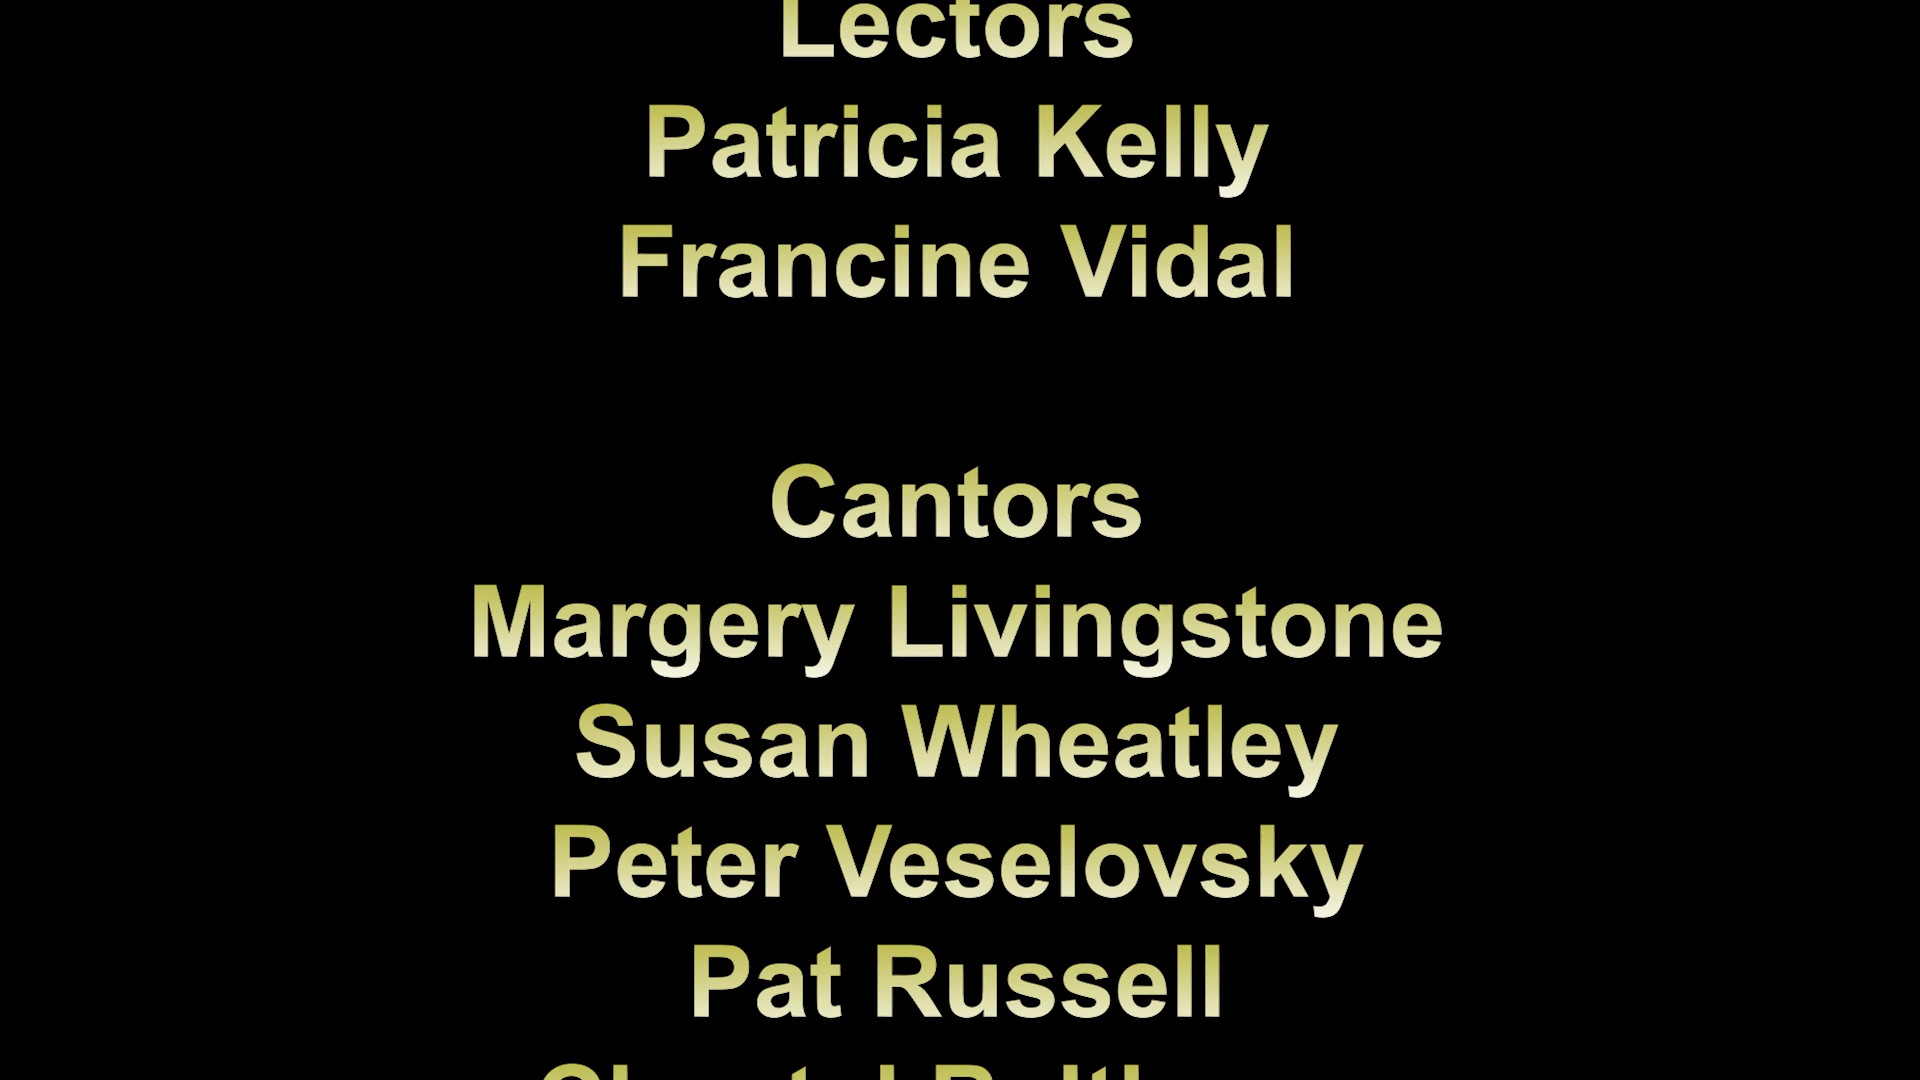 Lectors
Patricia Kelly
Francine Vidal
Cantors
Margery Livingstone
Susan Wheatley
Peter Veselovsky
Pat Russell